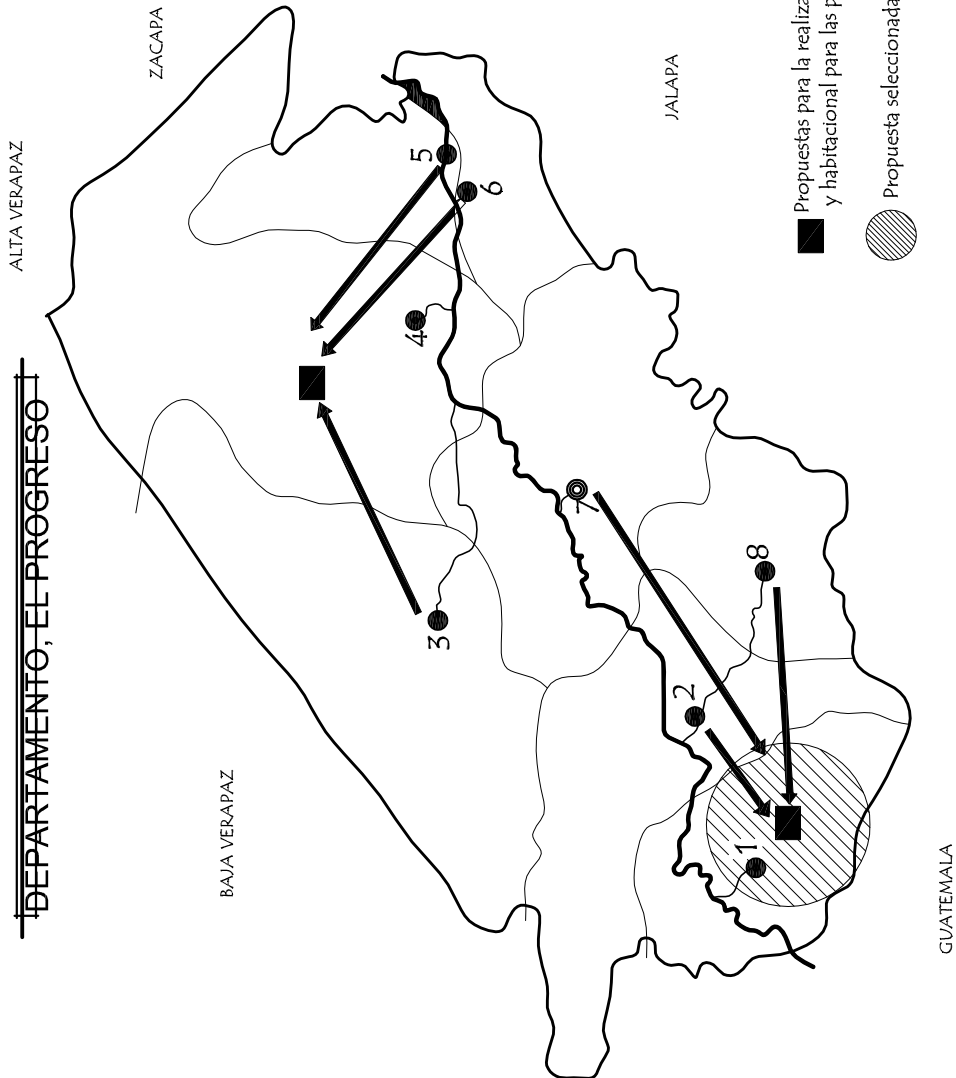 DEPARTAMENTO, EL PROGRESO
ALTA VERAPAZ
ZACAPA
BAJA VERAPAZ
JALAPA
GUATEMALA
1
2
3
4
5
6
7
8
Propuestas para la realiza
y habitacional para las p
Propuesta seleccionada